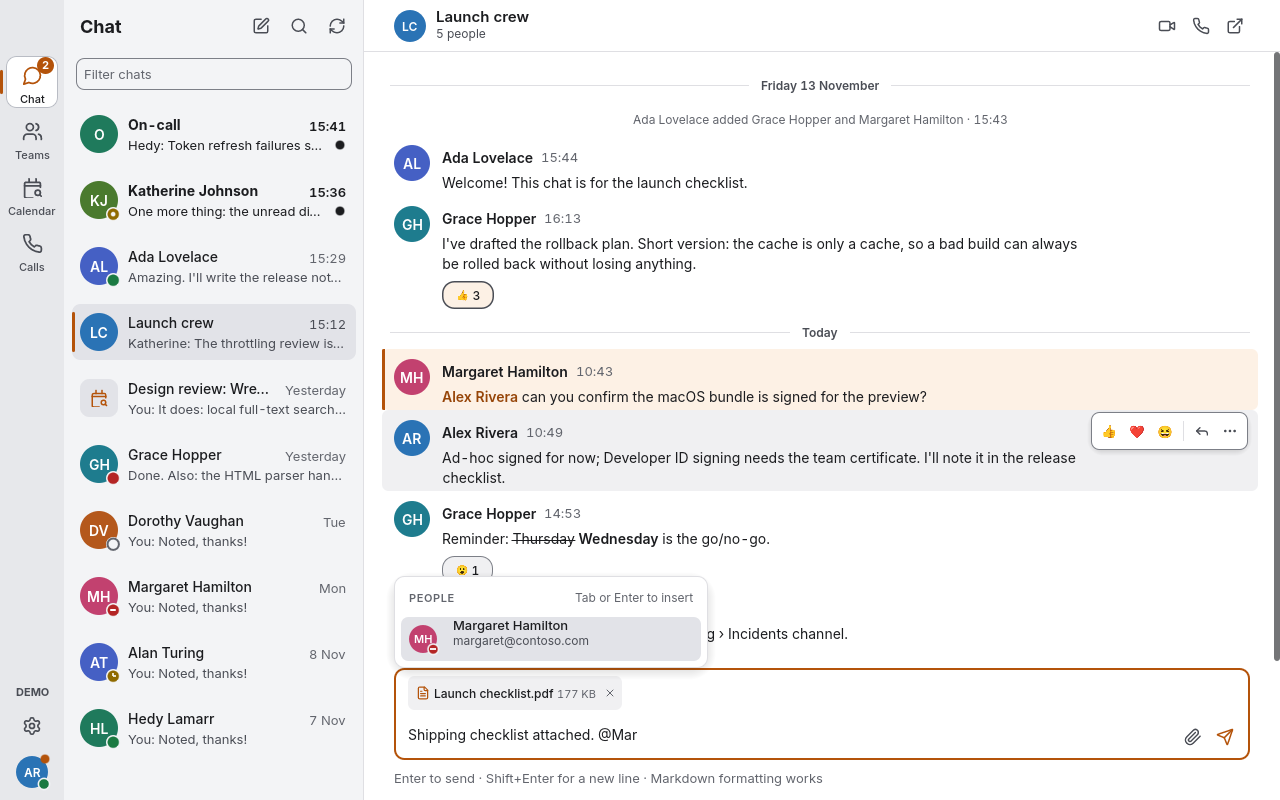 Chat
2
Chat
Teams
Calendar
Calls
DEMO
AR
Filter chats
O
On-call
15:41
Hedy: Token refresh failures s...
KJ
Katherine Johnson
15:36
One more thing: the unread di...
AL
Ada Lovelace
15:29
Amazing. I'll write the release not...
LC
Launch crew
15:12
Katherine: The throttling review is...
Design review: Wre...
Yesterday
You: It does: local full-text search...
GH
Grace Hopper
Yesterday
Done. Also: the HTML parser han...
DV
Dorothy Vaughan
Tue
You: Noted, thanks!
MH
Margaret Hamilton
Mon
You: Noted, thanks!
AT
Alan Turing
8 Nov
You: Noted, thanks!
HL
Hedy Lamarr
7 Nov
You: Noted, thanks!
LC
Launch crew
5 people
Friday 13 November
Ada Lovelace added Grace Hopper and Margaret Hamilton · 15:43
AL
Ada Lovelace 15:44
Welcome! This chat is for the launch checklist.
GH
Grace Hopper 16:13
I've drafted the rollback plan. Short version: the cache is only a cache, so a bad build can always
be rolled back without losing anything.
👍 3
Today
MH
Margaret Hamilton 10:43
Alex Rivera can you confirm the macOS bundle is signed for the preview?
AR
Alex Rivera 10:49
Ad-hoc signed for now; Developer ID signing needs the team certificate. I'll note it in the release
checklist.
GH
Grace Hopper 14:53
Reminder: Thursday Wednesday is the go/no-go.
😮 1
PEOPLE
Tab or Enter to insert
MH
Margaret Hamilton
margaret@contoso.com
g › Incidents channel.
Launch checklist.pdf 177 KB
Shipping checklist attached. @Mar
Enter to send · Shift+Enter for a new line · Markdown formatting works